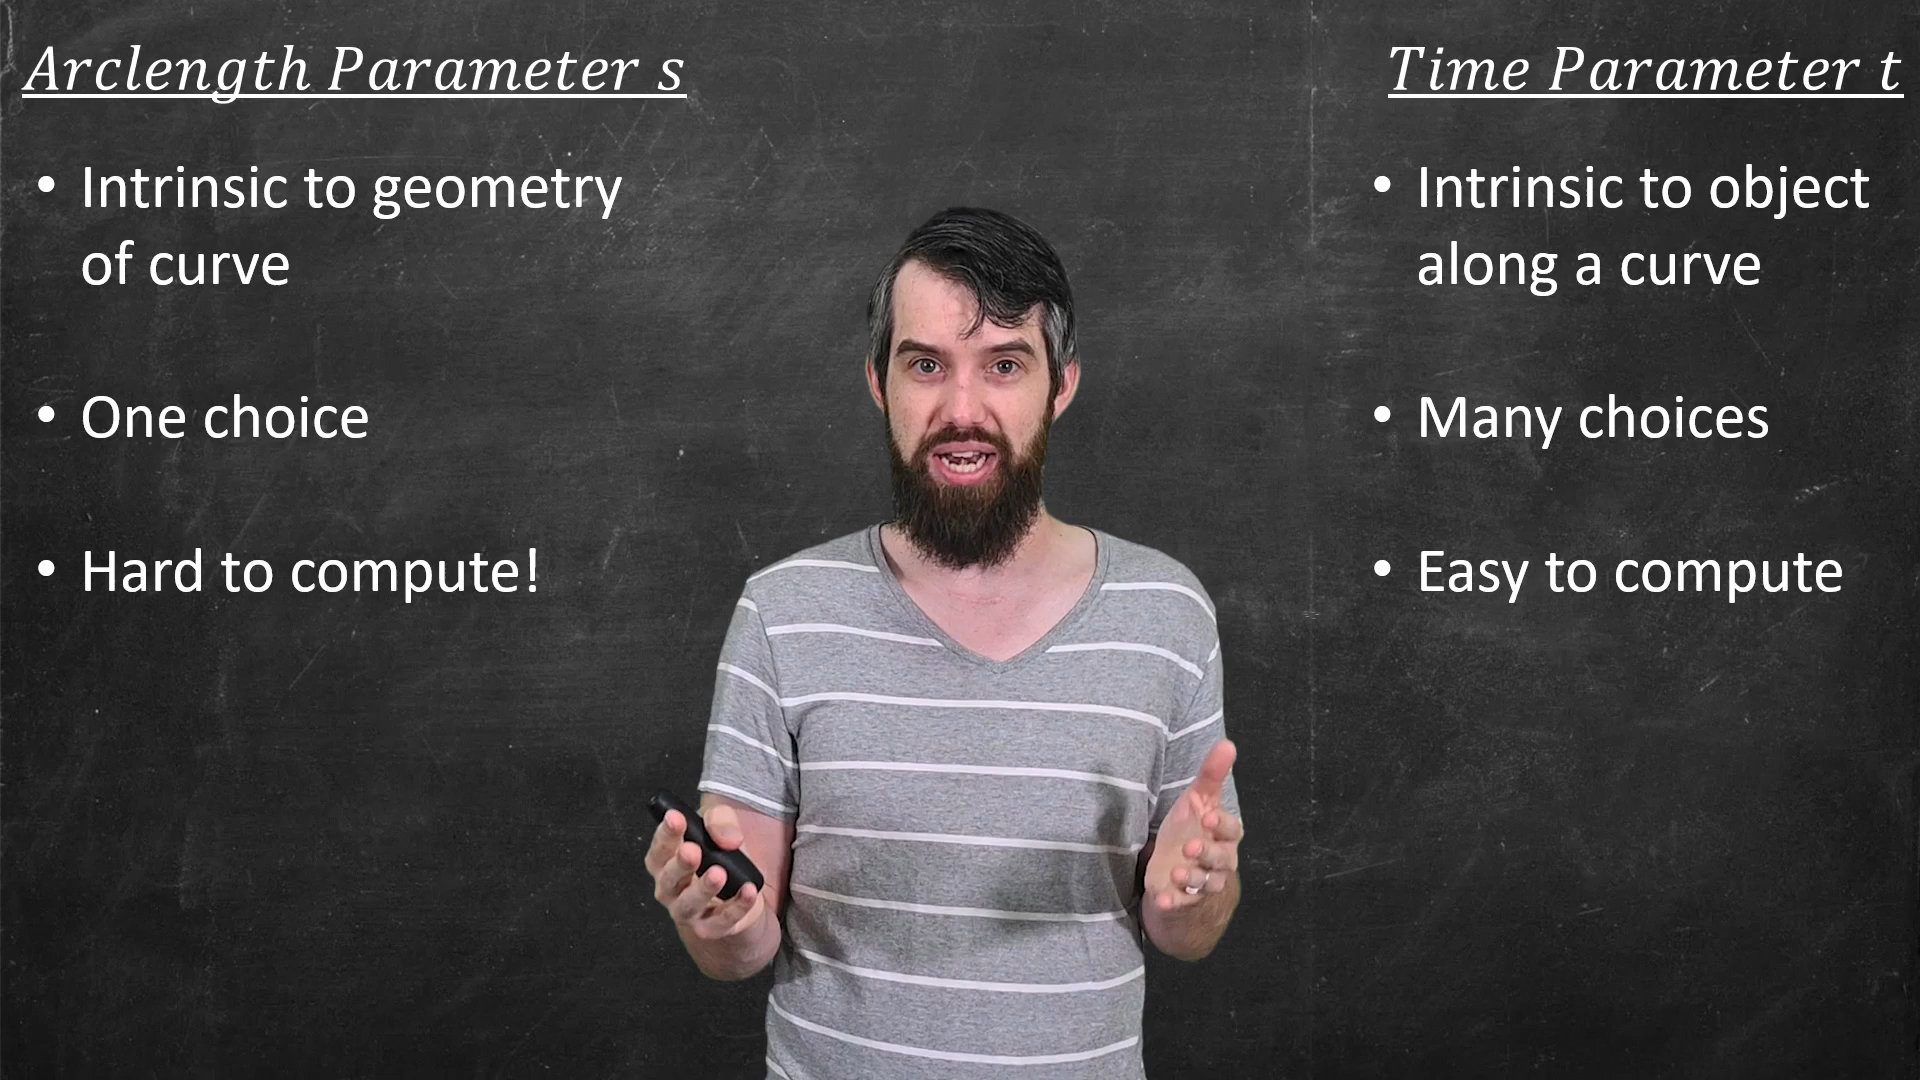 Arclength Parameter s
• Intrinsic to geometry
of curve
• One choice
• Hard to compute!
Time Parameter t
• Intrinsic to object
along a curve
• Many choices
• Easy to compute